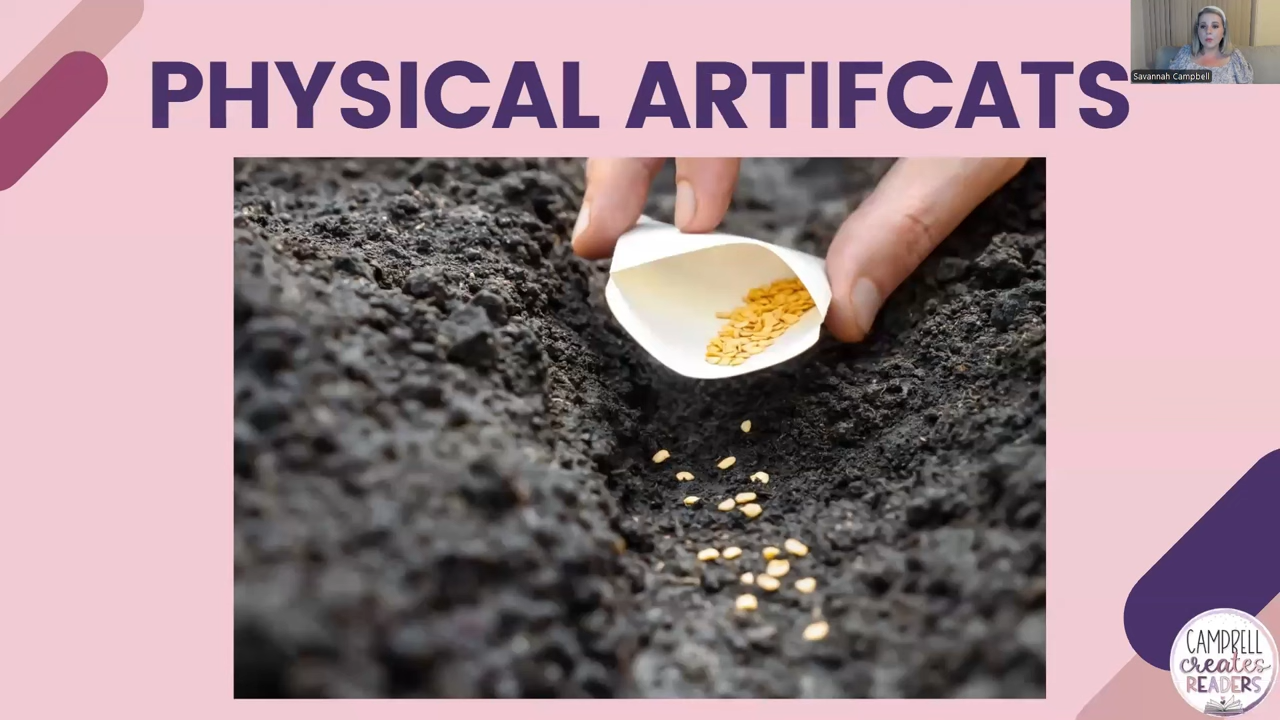 PHYSICAL ARTIFCATS
Savannah Campbell
CAMPBELL
creates
READERS